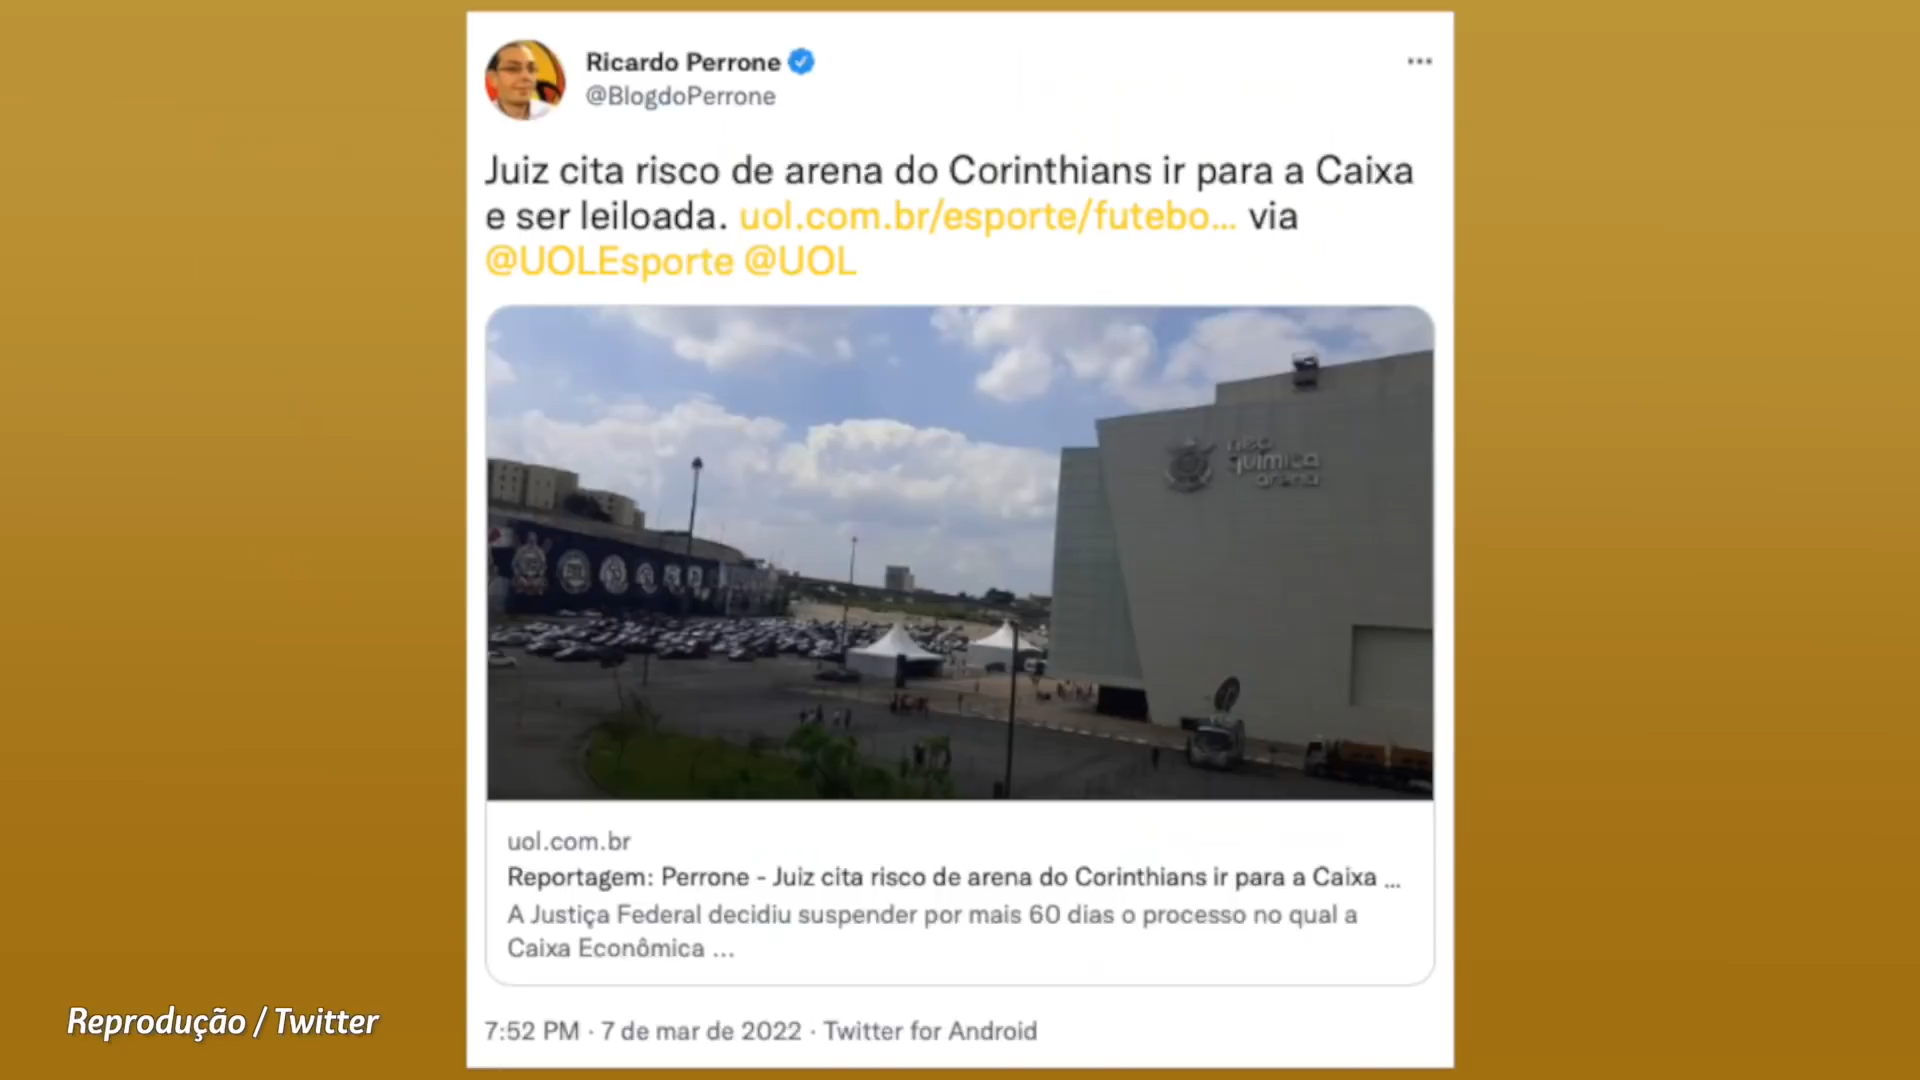 Ricardo Perrone
@BlogdoPerrone
Juiz cita risco de arena do Corinthians ir para a Caixa
e ser leiloada. uol.com.br/esporte/futebo... via
@UOLEsporte @UOL
neo
química
arena
uol.com.br
Reportagem: Perrone - Juiz cita risco de arena do Corinthians ir para a Caixa ...
A Justiça Federal decidiu suspender por mais 60 dias o processo no qual a
Caixa Econômica ...
7:52 PM · 7 de mar de 2022 · Twitter for Android
Reprodução / Twitter